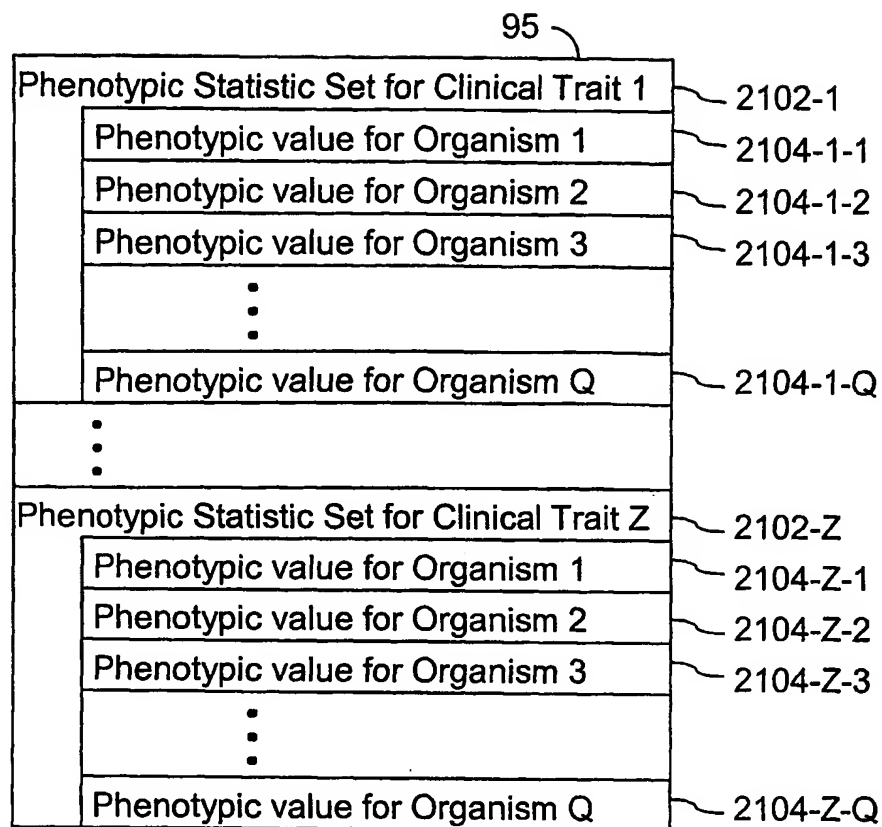 95
Phenotypic Statistic Set for Clinical Trait 1 2102-1
Phenotypic value for Organism 1 2104-1-1
Phenotypic value for Organism 2 2104-1-2
Phenotypic value for Organism 3 2104-1-3
Phenotypic value for Organism Q 2104-1-Q
Phenotypic Statistic Set for Clinical Trait Z 2102-Z
Phenotypic value for Organism 1 2104-Z-1
Phenotypic value for Organism 2 2104-Z-2
Phenotypic value for Organism 3 2104-Z-3
Phenotypic value for Organism Q 2104-Z-Q